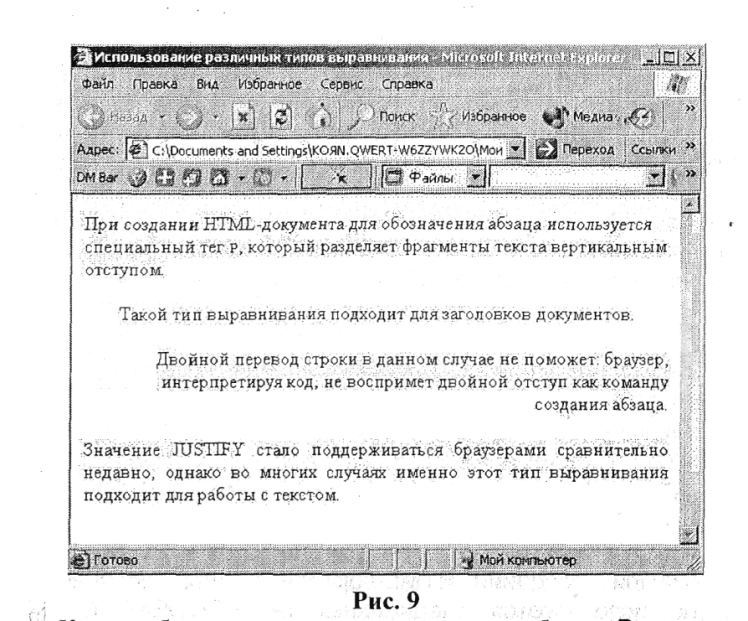 Использование различных типов выравнивания - Microsoft Internet Explorer
Файл Правка Вид Избранное Сервис Справка
Назад Поиск Избранное Медиа »
Адрес: C:\Documents and Settings\КОЯN.QWERT-W6ZZYWK2O\Мои Переход Ссылки »
DM Bar Файлы »
При создании HTML-документа для обозначения абзаца используется
специальный тег P, который разделяет фрагменты текста вертикальным
отступом.
Такой тип выравнивания подходит для заголовков документов.
Двойной перевод строки в данном случае не поможет: браузер,
интерпретируя код, не воспримет двойной отступ как команду
создания абзаца.
Значение JUSTIFY стало поддерживаться браузерами сравнительно
недавно, однако во многих случаях именно этот тип выравнивания
подходит для работы с текстом.
Готово Мой компьютер
Рис. 9